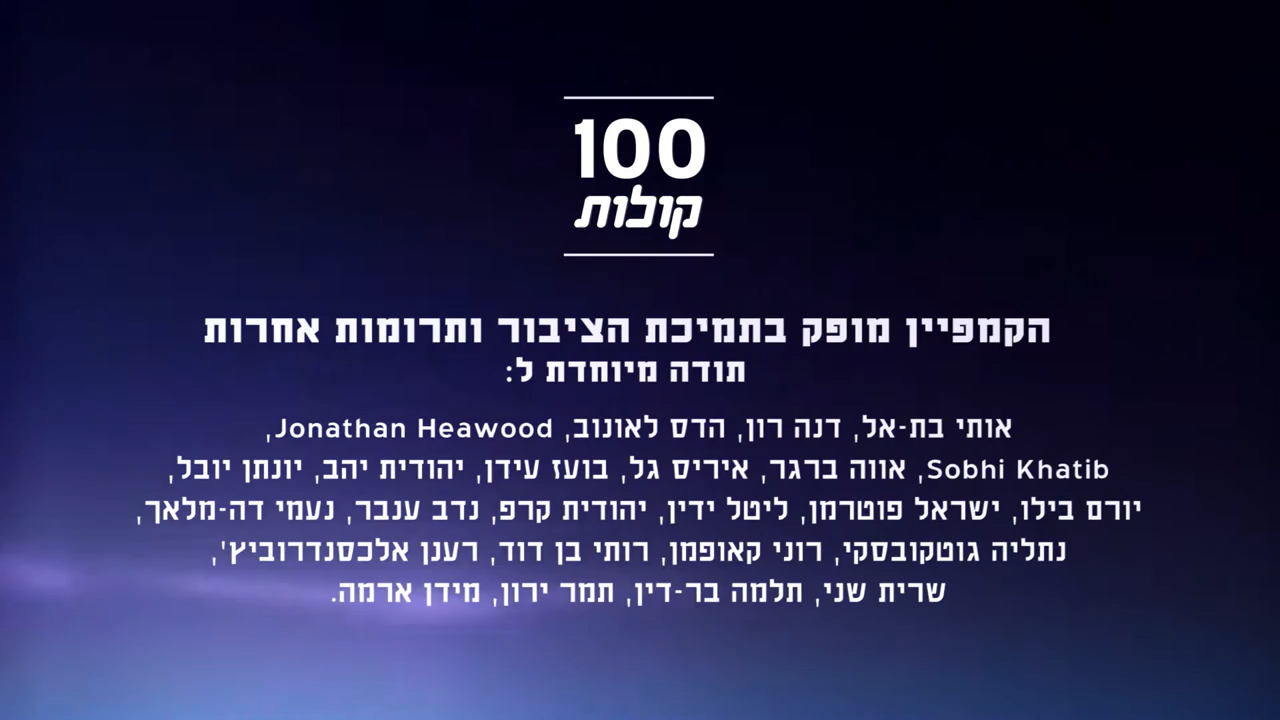 100
קולות
הקמפיין מופק בתמיכת הציבור ותרומות אחרות
תודה מיוחדת ל:
אותי בת-אל, דנה רון, הדס לאונוב, Jonathan Heawood,
Sobhi Khatib, אווה ברגר, איריס גל, בועז עידן, יהודית יהב, יונתן יובל,
יורם בילו, ישראל פוטרמן, ליטל ידין, יהודית קרפ, נדב ענבר, נעמי דה-מלאך,
נתליה גוטקובסקי, רוני קאופמן, רותי בן דוד, רענן אלכסנדרוביץ',
שרית שני, תלמה בר-דין, תמר ירון, מידן ארמה.